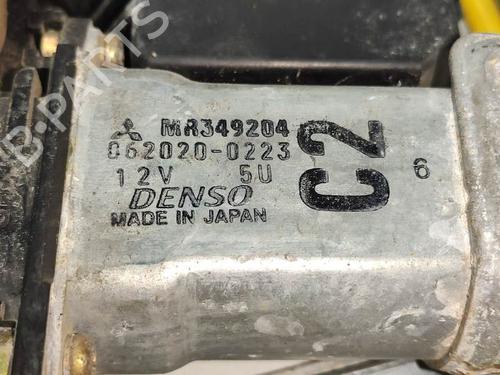 MR349204
062020-0223
12V 5U
DENSO
MADE IN JAPAN
C2
6
B-PARTS